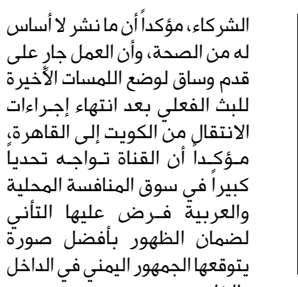 الشركاء، مؤكداً أن ما نشر لا أساس
له من الصحة، وأن العمل جارٍ على
قدم وساق لوضع اللمسات الأخيرة
للبث الفعلي بعد انتهاء إجراءات
الانتقال من الكويت إلى القاهرة،
مؤكداً أن القناة تواجه تحدياً
كبيراً في سوق المنافسة المحلية
والعربية فرض عليها التأني
لضمان الظهور بأفضل صورة
يتوقعها الجمهور اليمني في الداخل